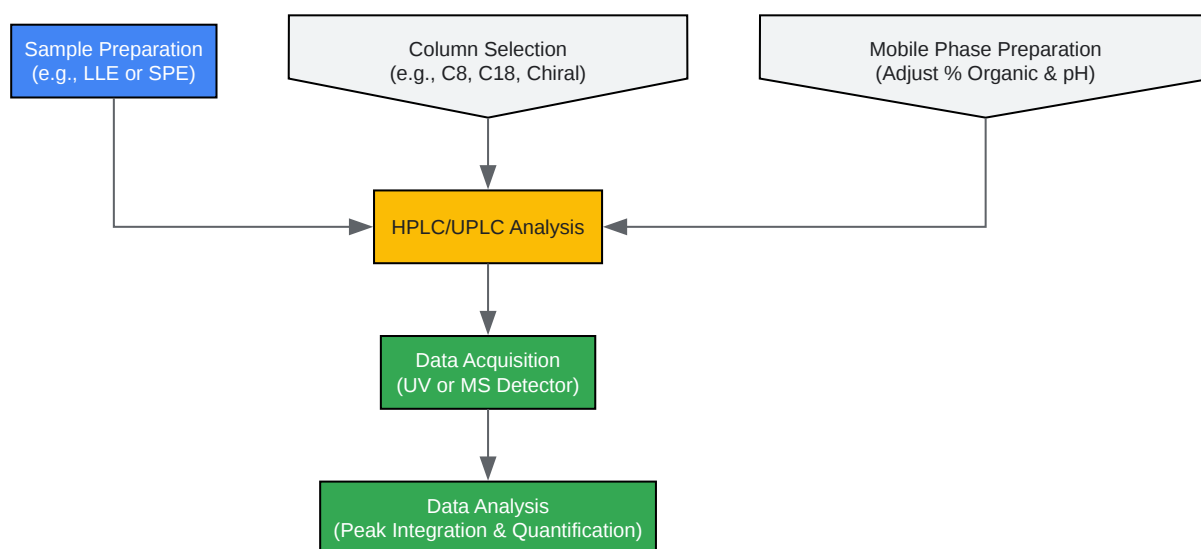 Sample Preparation
(e.g., LLE or SPE)
Column Selection
(e.g., C8, C18, Chiral)
Mobile Phase Preparation
(Adjust % Organic & pH)
HPLC/UPLC Analysis
Data Acquisition
(UV or MS Detector)
Data Analysis
(Peak Integration & Quantification)